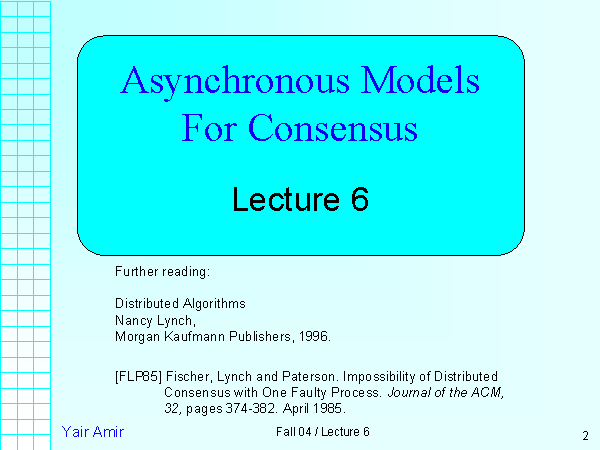 Asynchronous Models
For Consensus
Lecture 6
Further reading:
Distributed Algorithms
Nancy Lynch,
Morgan Kaufmann Publishers, 1996.
[FLP85] Fischer, Lynch and Paterson. Impossibility of Distributed
Consensus with One Faulty Process. Journal of the ACM,
32, pages 374-382. April 1985.
Yair Amir
Fall 04 / Lecture 6
2